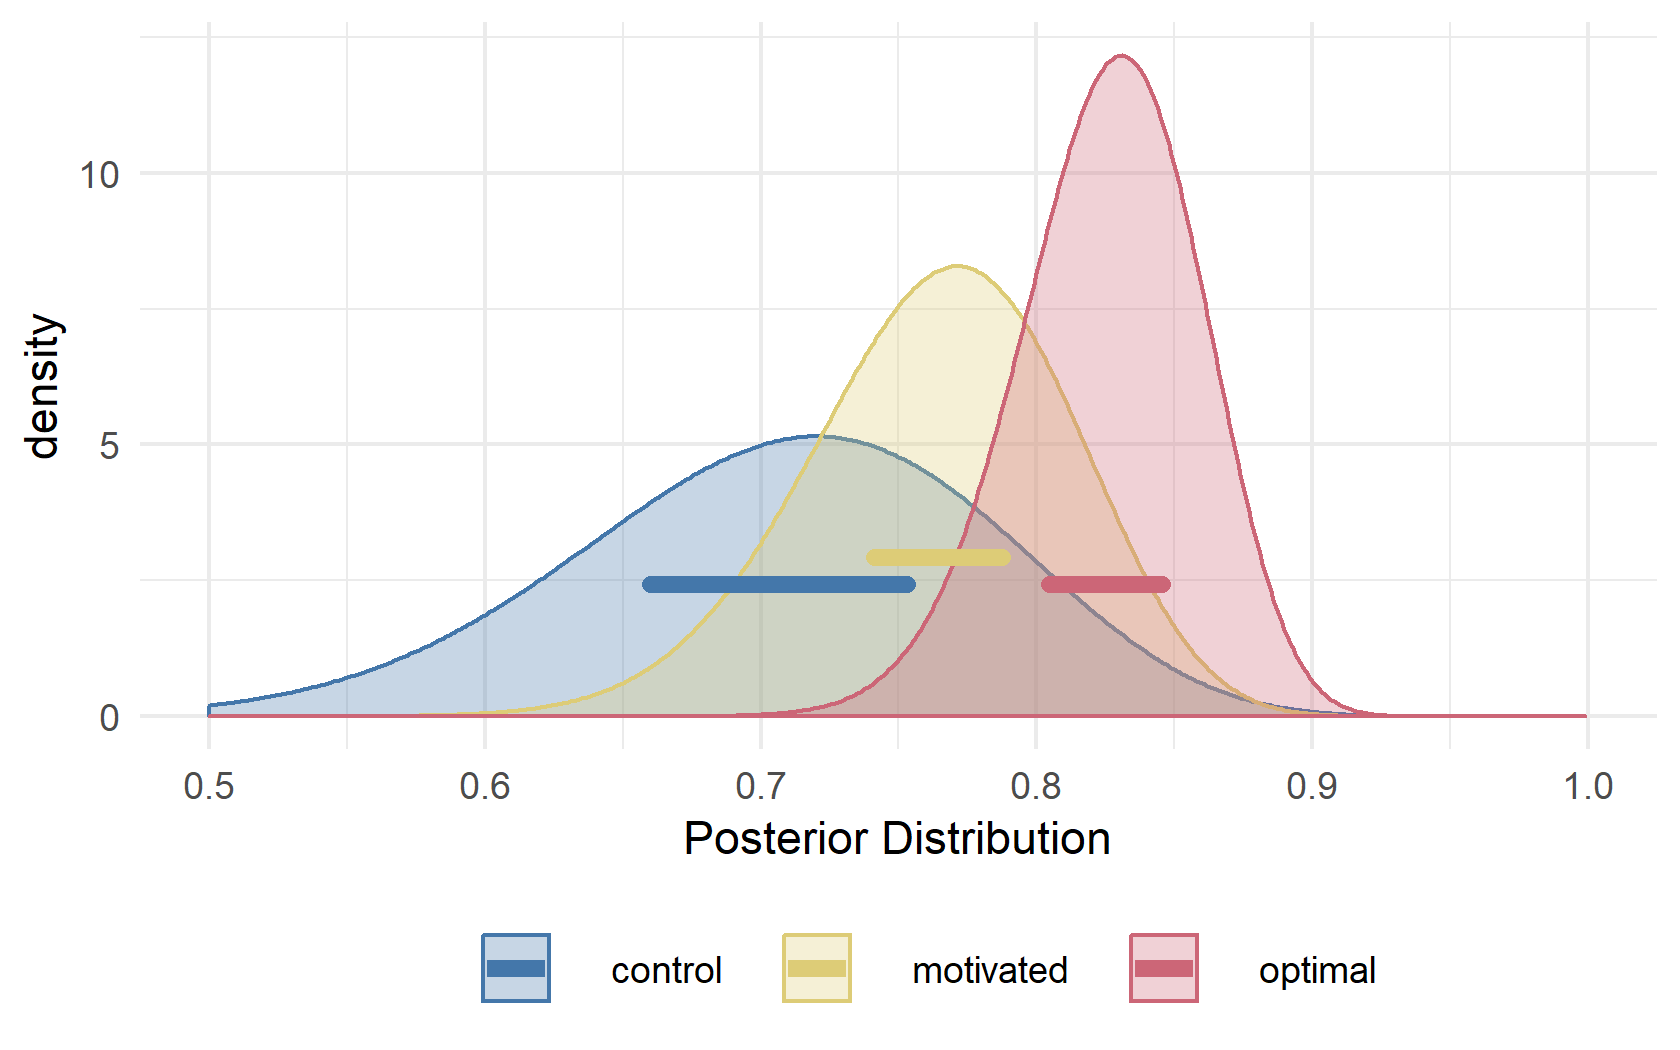 density
10
5
0
0.5 0.6 0.7 0.8 0.9 1.0
Posterior Distribution
control motivated optimal